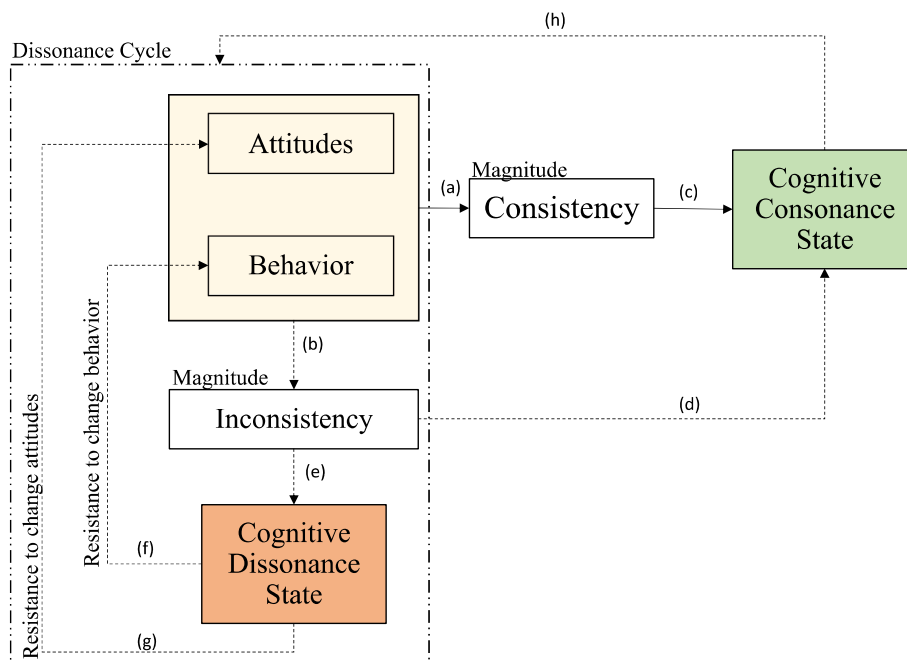 (h)
Dissonance Cycle
Attitudes
(a)
Magnitude
Consistency
(c)
Cognitive
Consonance
State
Behavior
(b)
Magnitude
Inconsistency
(d)
(e)
Cognitive
Dissonance
State
(f)
Resistance to change behavior
(g)
Resistance to change attitudes